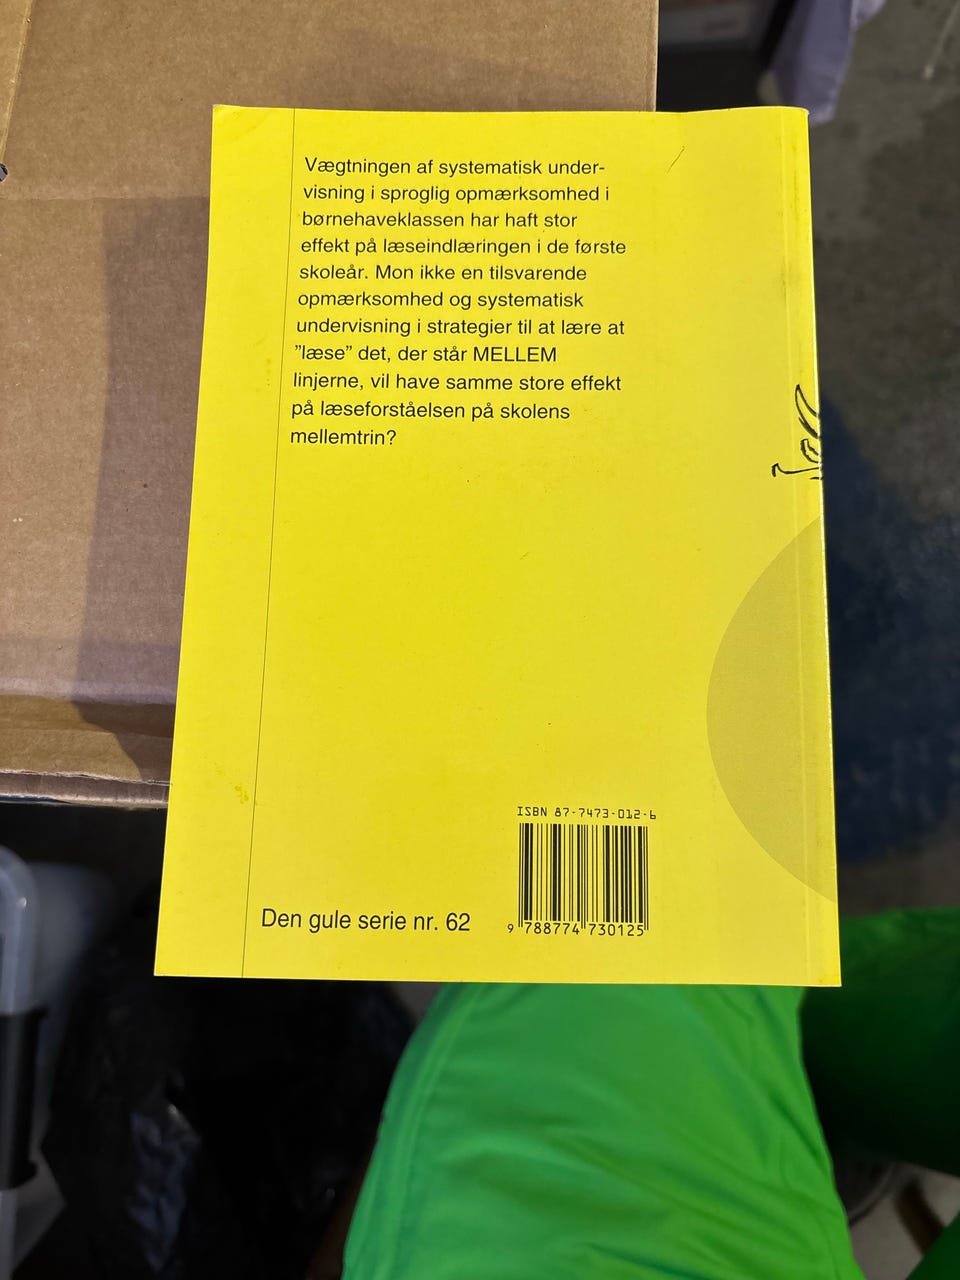 Vægtningen af systematisk under-
visning i sproglig opmærksomhed i
børnehaveklassen har haft stor
effekt på læseindlæringen i de første
skoleår. Mon ikke en tilsvarende
opmærksomhed og systematisk
undervisning i strategier til at lære at
”læse” det, der står MELLEM
linjerne, vil have samme store effekt
på læseforståelsen på skolens
mellemtrin?
ISBN 87-7473-012-6
9 788774 730125
Den gule serie nr. 62